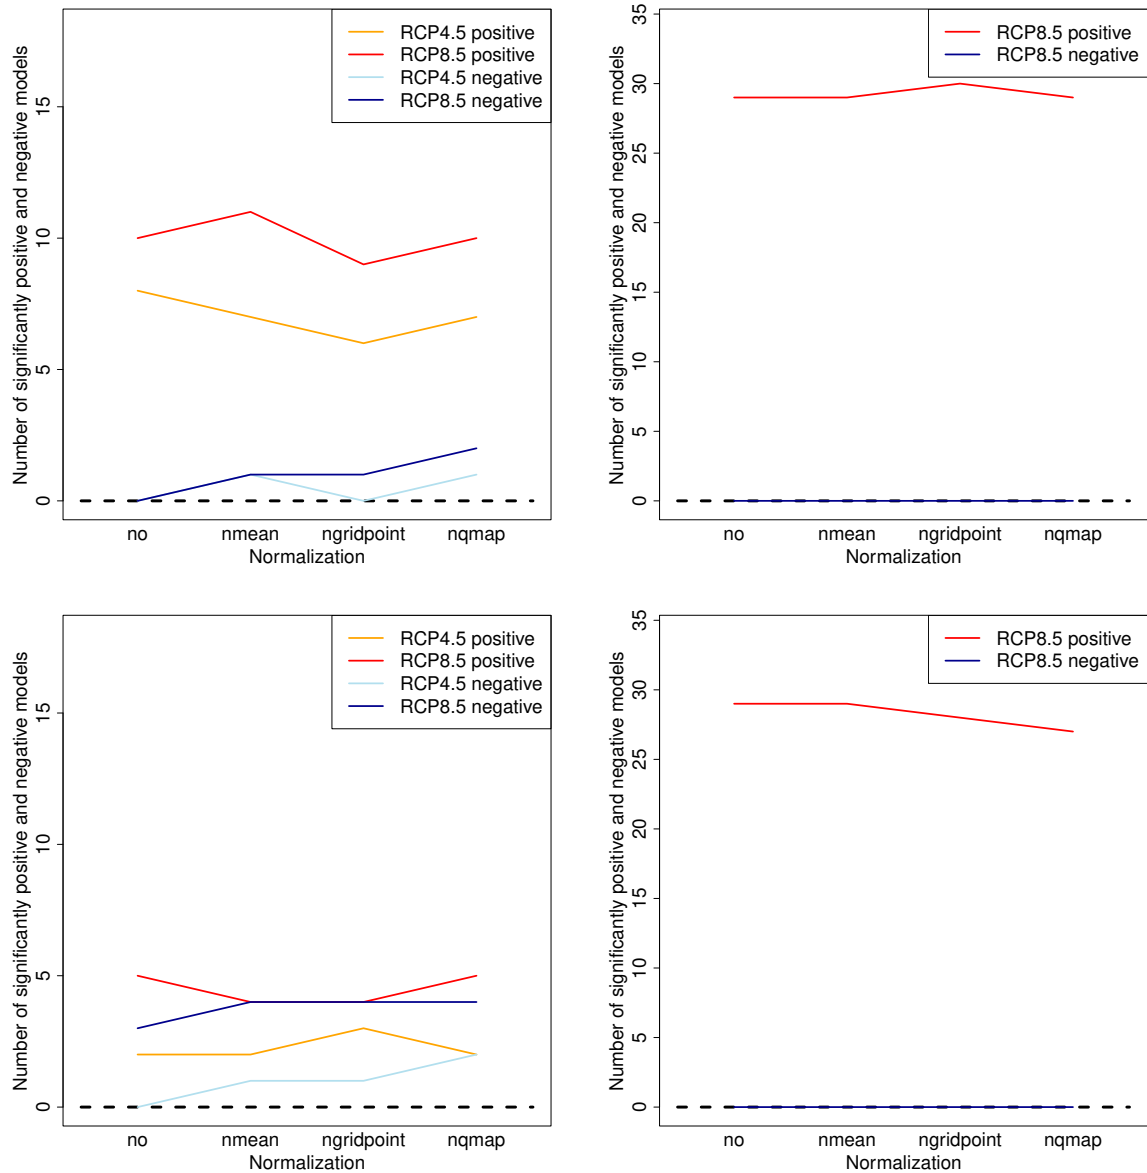 Number of significantly positive and negative models
0
5
10
15
RCP4.5 positive
RCP8.5 positive
RCP4.5 negative
RCP8.5 negative
no
nmean
ngridpoint
nqmap
Normalization
Number of significantly positive and negative models
0
5
10
15
20
25
30
35
RCP8.5 positive
RCP8.5 negative
no
nmean
ngridpoint
nqmap
Normalization
Number of significantly positive and negative models
0
5
10
15
RCP4.5 positive
RCP8.5 positive
RCP4.5 negative
RCP8.5 negative
no
nmean
ngridpoint
nqmap
Normalization
Number of significantly positive and negative models
0
5
10
15
20
25
30
35
RCP8.5 positive
RCP8.5 negative
no
nmean
ngridpoint
nqmap
Normalization